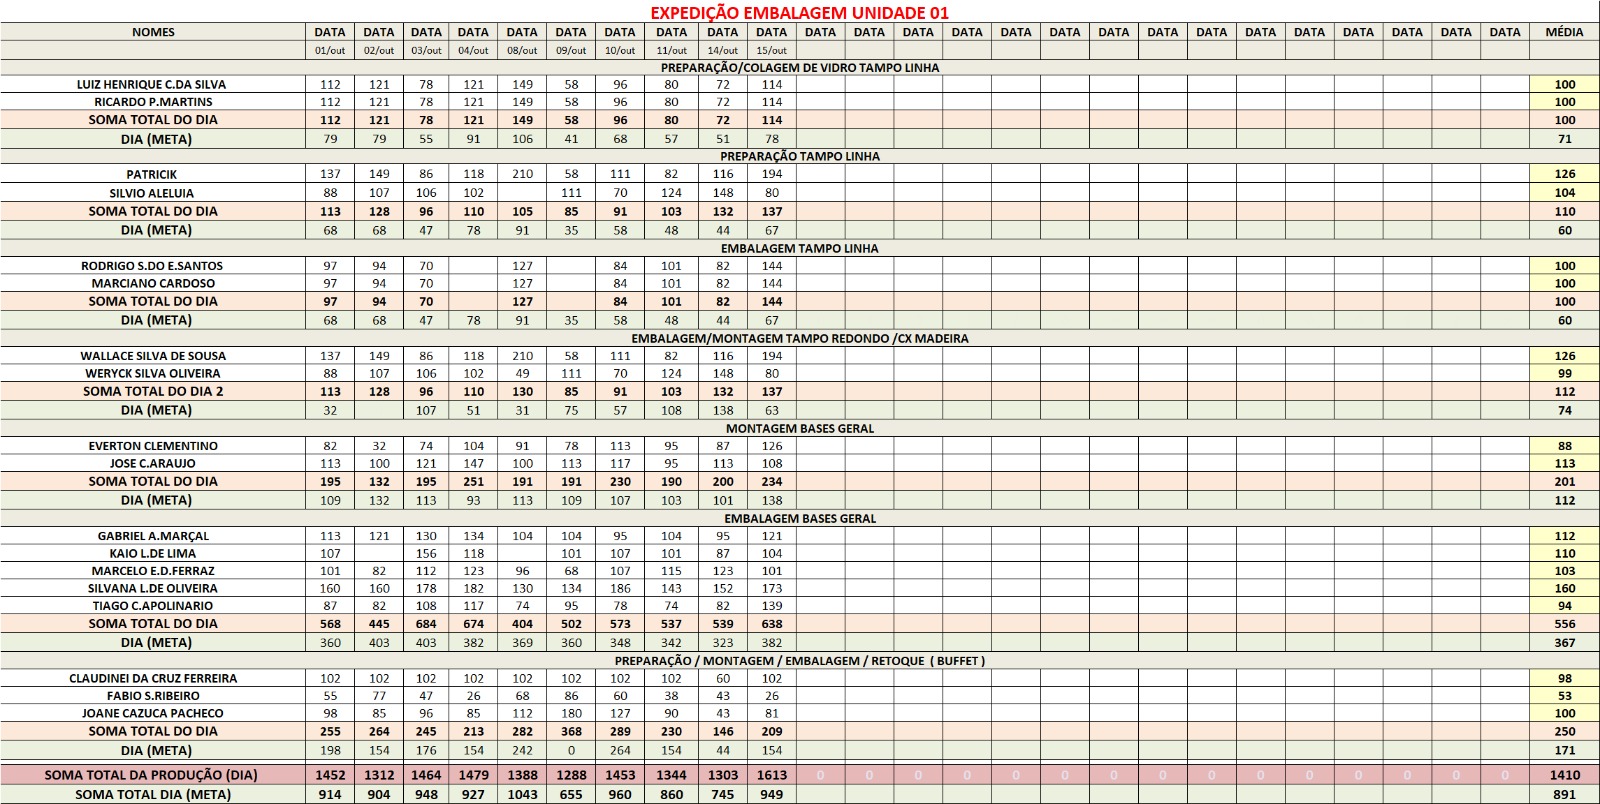 EXPEDIÇÃO EMBALAGEM UNIDADE 01
NOMES DATA DATA DATA DATA DATA DATA DATA DATA DATA DATA DATA DATA DATA DATA DATA DATA DATA DATA DATA DATA DATA DATA DATA DATA DATA MÉDIA
01/out 02/out 03/out 04/out 08/out 09/out 10/out 11/out 14/out 15/out
PREPARAÇÃO/COLAGEM DE VIDRO TAMPO LINHA
LUIZ HENRIQUE C.DA SILVA 112 121 78 121 149 58 96 80 72 114 100
RICARDO P.MARTINS 112 121 78 121 149 58 96 80 72 114 100
SOMA TOTAL DO DIA 112 121 78 121 149 58 96 80 72 114 100
DIA (META) 79 79 55 91 106 41 68 57 51 78 71
PREPARAÇÃO TAMPO LINHA
PATRICIK 137 149 86 118 210 58 111 82 116 194 126
SILVIO ALELUIA 88 107 106 102 111 70 124 148 80 104
SOMA TOTAL DO DIA 113 128 96 110 105 85 91 103 132 137 110
DIA (META) 68 68 47 78 91 35 58 48 44 67 60
EMBALAGEM TAMPO LINHA
RODRIGO S.DO E.SANTOS 97 94 70 127 84 101 82 144 100
MARCIANO CARDOSO 97 94 70 127 84 101 82 144 100
SOMA TOTAL DO DIA 97 94 70 127 84 101 82 144 100
DIA (META) 68 68 47 78 91 35 58 48 44 67 60
EMBALAGEM/MONTAGEM TAMPO REDONDO /CX MADEIRA
WALLACE SILVA DE SOUSA 137 149 86 118 210 58 111 82 116 194 126
WERYCK SILVA OLIVEIRA 88 107 106 102 49 111 70 124 148 80 99
SOMA TOTAL DO DIA 2 113 128 96 110 130 85 91 103 132 137 112
DIA (META) 32 107 51 31 75 57 108 138 63 74
MONTAGEM BASES GERAL
EVERTON CLEMENTINO 82 32 74 104 91 78 113 95 87 126 88
JOSE C.ARAUJO 113 100 121 147 100 113 117 95 113 108 113
SOMA TOTAL DO DIA 195 132 195 251 191 191 230 190 200 234 201
DIA (META) 109 132 113 93 113 109 107 103 101 138 112
EMBALAGEM BASES GERAL
GABRIEL A.MARÇAL 113 121 130 134 104 104 95 104 95 121 112
KAIO L.DE LIMA 107 156 118 101 107 101 87 104 110
MARCELO E.D.FERRAZ 101 82 112 123 96 68 107 115 123 101 103
SILVANA L.DE OLIVEIRA 160 160 178 182 130 134 186 143 152 173 160
TIAGO C.APOLINARIO 87 82 108 117 74 95 78 74 82 139 94
SOMA TOTAL DO DIA 568 445 684 674 404 502 573 537 539 638 556
DIA (META) 360 403 403 382 369 360 348 342 323 382 367
PREPARAÇÃO / MONTAGEM / EMBALAGEM / RETOQUE ( BUFFET )
CLAUDINEI DA CRUZ FERREIRA 102 102 102 102 102 102 102 102 60 102 98
FABIO S.RIBEIRO 55 77 47 26 68 86 60 38 43 26 53
JOANE CAZUCA PACHECO 98 85 96 85 112 180 127 90 43 81 100
SOMA TOTAL DO DIA 255 264 245 213 282 368 289 230 146 209 250
DIA (META) 198 154 176 154 242 0 264 154 44 154 171
SOMA TOTAL DA PRODUÇÃO (DIA) 1452 1312 1464 1479 1388 1288 1453 1344 1303 1613 0 0 0 0 0 0 0 0 0 0 0 0 0 0 0 1410
SOMA TOTAL DIA (META) 914 904 948 927 1043 655 960 860 745 949 891